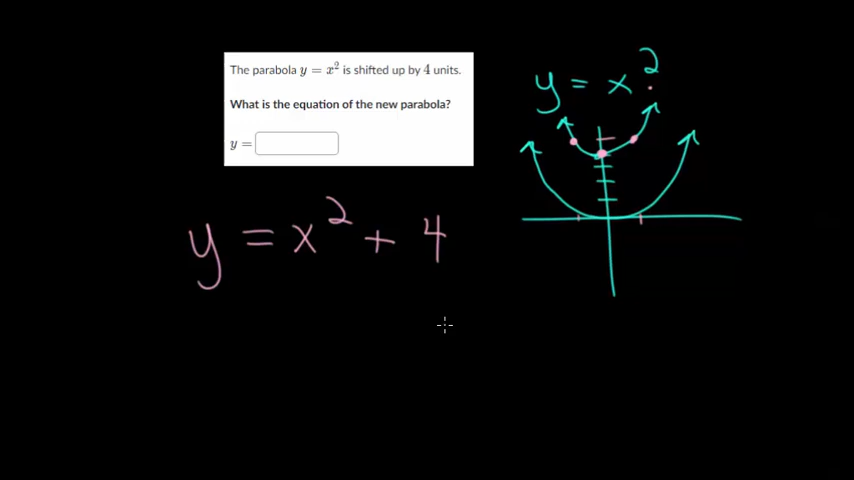 The parabola y = x² is shifted up by 4 units.
What is the equation of the new parabola?
y =
y = x²
y = x² + 4